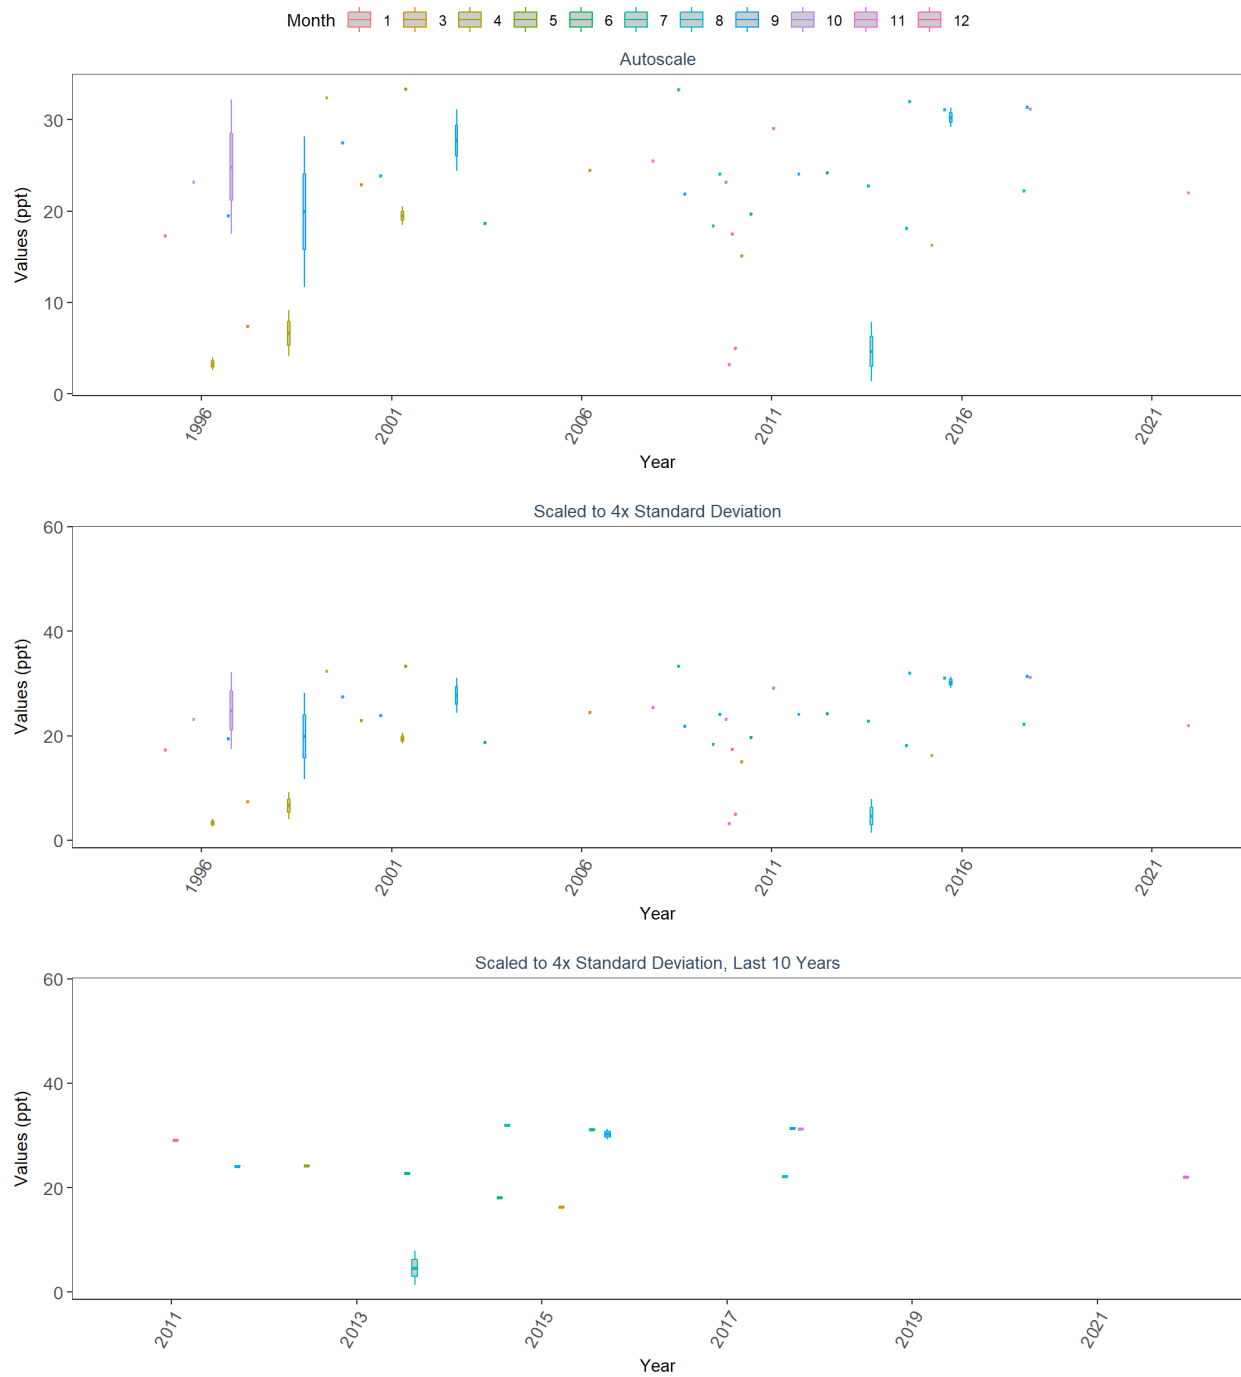 Month 1 3 4 5 6 7 8 9 10 11 12
Autoscale
Values (ppt)
30
20
10
0
1996 2001 2006 2011 2016 2021
Year
Scaled to 4x Standard Deviation
Values (ppt)
60
40
20
0
1996 2001 2006 2011 2016 2021
Year
Scaled to 4x Standard Deviation, Last 10 Years
Values (ppt)
60
40
20
0
2011 2013 2015 2017 2019 2021
Year